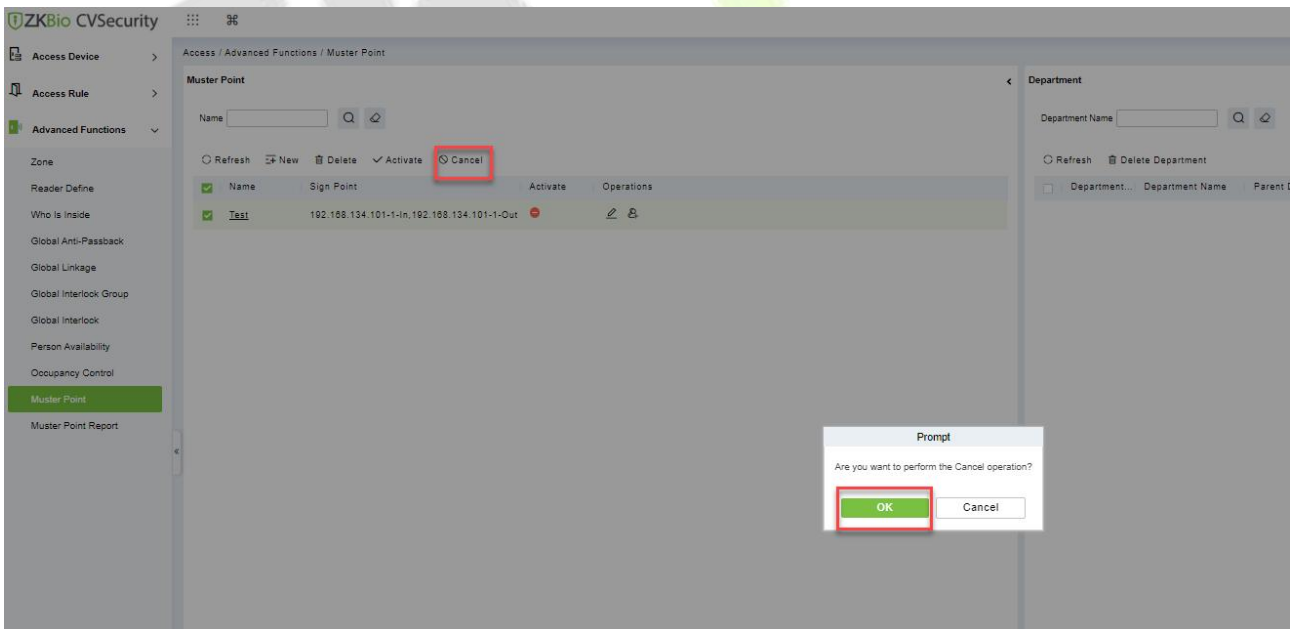 ZKBio CVSecurity
Access Device
Access Rule
Advanced Functions
Zone
Reader Define
Who Is Inside
Global Anti-Passback
Global Linkage
Global Interlock Group
Global Interlock
Person Availability
Occupancy Control
Muster Point
Muster Point Report
Access / Advanced Functions / Muster Point
Muster Point
Name
Refresh New Delete Activate Cancel
Name Sign Point Activate Operations
Test 192.168.134.101-1-In,192.168.134.101-1-Out
Department
Department Name
Refresh Delete Department
Department... Department Name Parent D
Prompt
Are you want to perform the Cancel operation?
OK Cancel